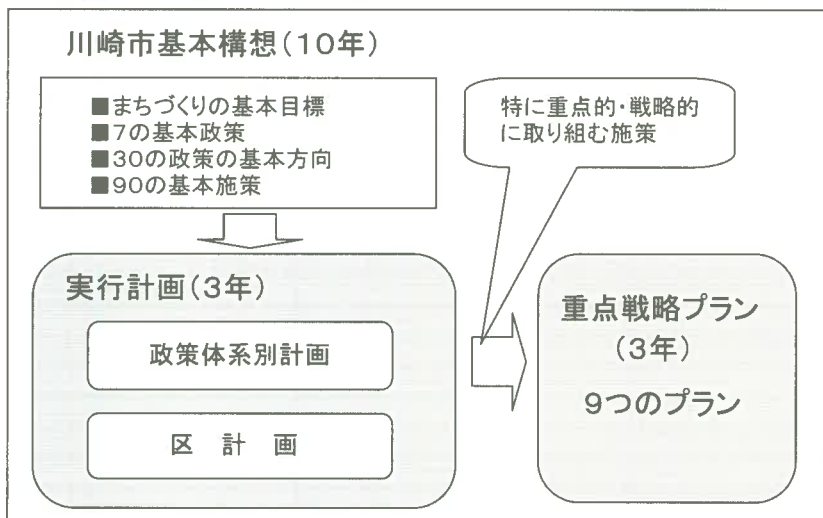 川崎市基本構想(10年)
■まちづくりの基本目標
■7の基本政策
■30の政策の基本方向
■90の基本施策
特に重点的・戦略的
に取り組む施策
実行計画(3年)
政策体系別計画
区 計 画
重点戦略プラン
(3年)
9つのプラン